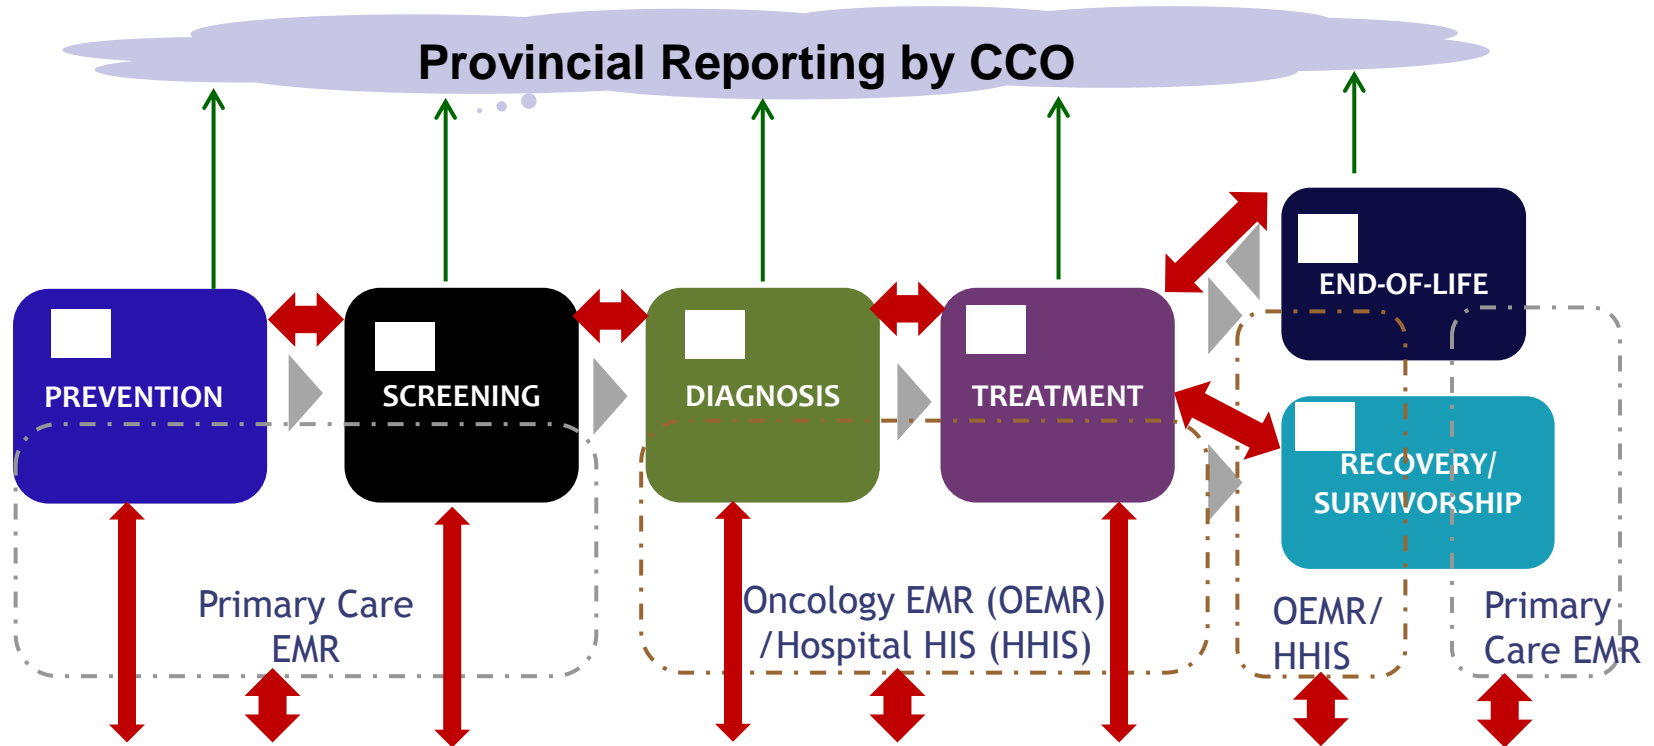 Provincial Reporting by CCO
END-OF-LIFE
PREVENTION
SCREENING
DIAGNOSIS
TREATMENT
RECOVERY/
SURVIVORSHIP
Primary Care
EMR
Oncology EMR (OEMR)
/Hospital HIS (HHIS)
OEMR/
HHIS
Primary
Care EMR